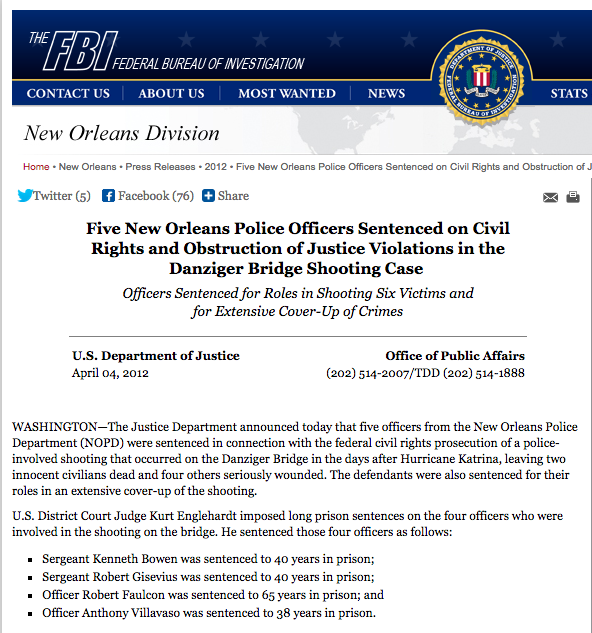 THE FBI FEDERAL BUREAU OF INVESTIGATION
DEPARTMENT OF JUSTICE
FEDERAL BUREAU OF INVESTIGATION
CONTACT US ABOUT US MOST WANTED NEWS STATS
New Orleans Division
Home • New Orleans • Press Releases • 2012 • Five New Orleans Police Officers Sentenced on Civil Rights and Obstruction of J
Twitter (5) Facebook (76) Share
Five New Orleans Police Officers Sentenced on Civil
Rights and Obstruction of Justice Violations in the
Danziger Bridge Shooting Case
Officers Sentenced for Roles in Shooting Six Victims and
for Extensive Cover-Up of Crimes
U.S. Department of Justice Office of Public Affairs
April 04, 2012 (202) 514-2007/TDD (202) 514-1888
WASHINGTON—The Justice Department announced today that five officers from the New Orleans Police
Department (NOPD) were sentenced in connection with the federal civil rights prosecution of a police-
involved shooting that occurred on the Danziger Bridge in the days after Hurricane Katrina, leaving two
innocent civilians dead and four others seriously wounded. The defendants were also sentenced for their
roles in an extensive cover-up of the shooting.
U.S. District Court Judge Kurt Englehardt imposed long prison sentences on the four officers who were
involved in the shooting on the bridge. He sentenced those four officers as follows:
▪ Sergeant Kenneth Bowen was sentenced to 40 years in prison;
▪ Sergeant Robert Gisevius was sentenced to 40 years in prison;
▪ Officer Robert Faulcon was sentenced to 65 years in prison; and
▪ Officer Anthony Villavaso was sentenced to 38 years in prison.